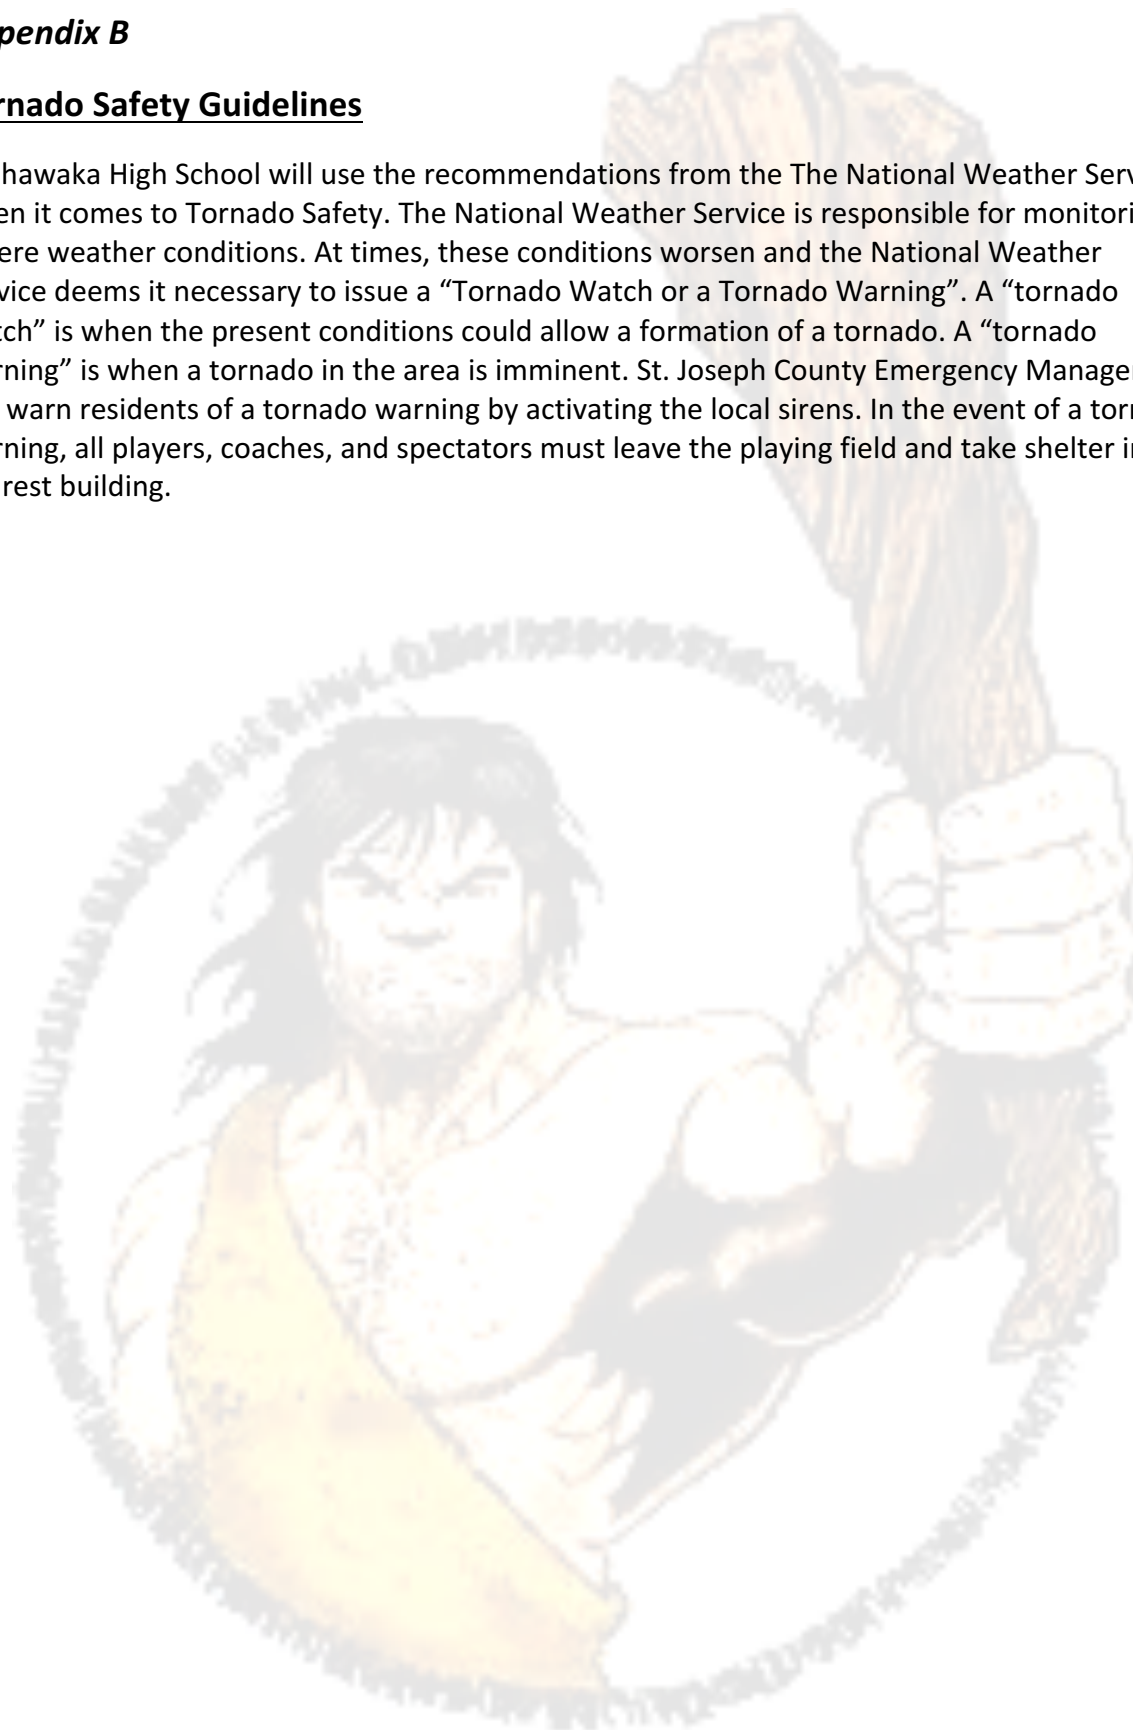 pendix B
rnado Safety Guidelines
hawaka High School will use the recommendations from the The National Weather Serv
en it comes to Tornado Safety. The National Weather Service is responsible for monitori
ere weather conditions. At times, these conditions worsen and the National Weather
vice deems it necessary to issue a “Tornado Watch or a Tornado Warning”. A “tornado
tch” is when the present conditions could allow a formation of a tornado. A “tornado
rning” is when a tornado in the area is imminent. St. Joseph County Emergency Manager
warn residents of a tornado warning by activating the local sirens. In the event of a torn
rning, all players, coaches, and spectators must leave the playing field and take shelter in
rest building.